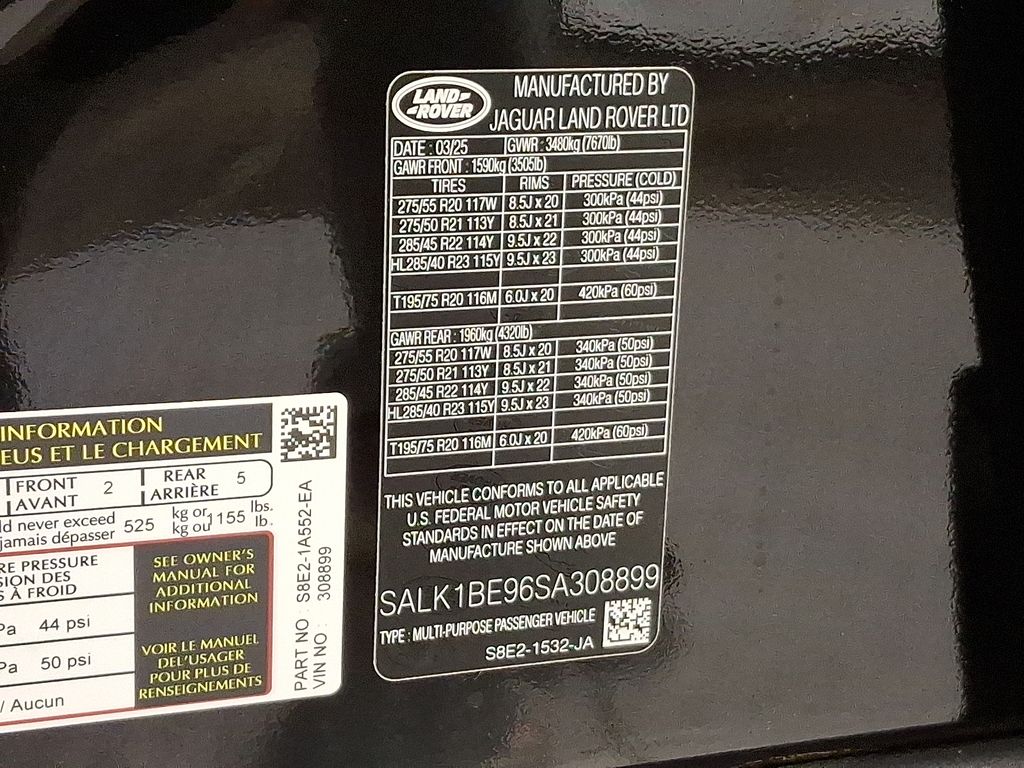 LAND-
-ROVER
MANUFACTURED BY
JAGUAR LAND ROVER LTD
DATE : 03/25 GVWR : 3480kg (7670lb)
GAWR FRONT : 1590kg (3505lb)
TIRES RIMS PRESSURE (COLD)
275/55 R20 117W 8.5J x 20 300kPa (44psi)
275/50 R21 113Y 8.5J x 21 300kPa (44psi)
285/45 R22 114Y 9.5J x 22 300kPa (44psi)
HL285/40 R23 115Y 9.5J x 23 300kPa (44psi)
T195/75 R20 116M 6.0J x 20 420kPa (60psi)
GAWR REAR : 1960kg (4320lb)
275/55 R20 117W 8.5J x 20 340kPa (50psi)
275/50 R21 113Y 8.5J x 21 340kPa (50psi)
285/45 R22 114Y 9.5J x 22 340kPa (50psi)
HL285/40 R23 115Y 9.5J x 23 340kPa (50psi)
T195/75 R20 116M 6.0J x 20 420kPa (60psi)
THIS VEHICLE CONFORMS TO ALL APPLICABLE
U.S. FEDERAL MOTOR VEHICLE SAFETY
STANDARDS IN EFFECT ON THE DATE OF
MANUFACTURE SHOWN ABOVE
SALK1BE96SA308899
TYPE : MULTI-PURPOSE PASSENGER VEHICLE
S8E2-1532-JA
INFORMATION
EUS ET LE CHARGEMENT
FRONT
AVANT 2 REAR
ARRIÈRE 5
ld never exceed
jamais dépasser 525 kg or
kg ou 1155 lbs.
lb.
RE PRESSURE
SION DES
S À FROID
Pa 44 psi
Pa 50 psi
/ Aucun
SEE OWNER'S
MANUAL FOR
ADDITIONAL
INFORMATION
VOIR LE MANUEL
DEL'USAGER
POUR PLUS DE
RENSEIGNEMENTS
PART NO : S8E2-1A552-EA
VIN NO : 308899